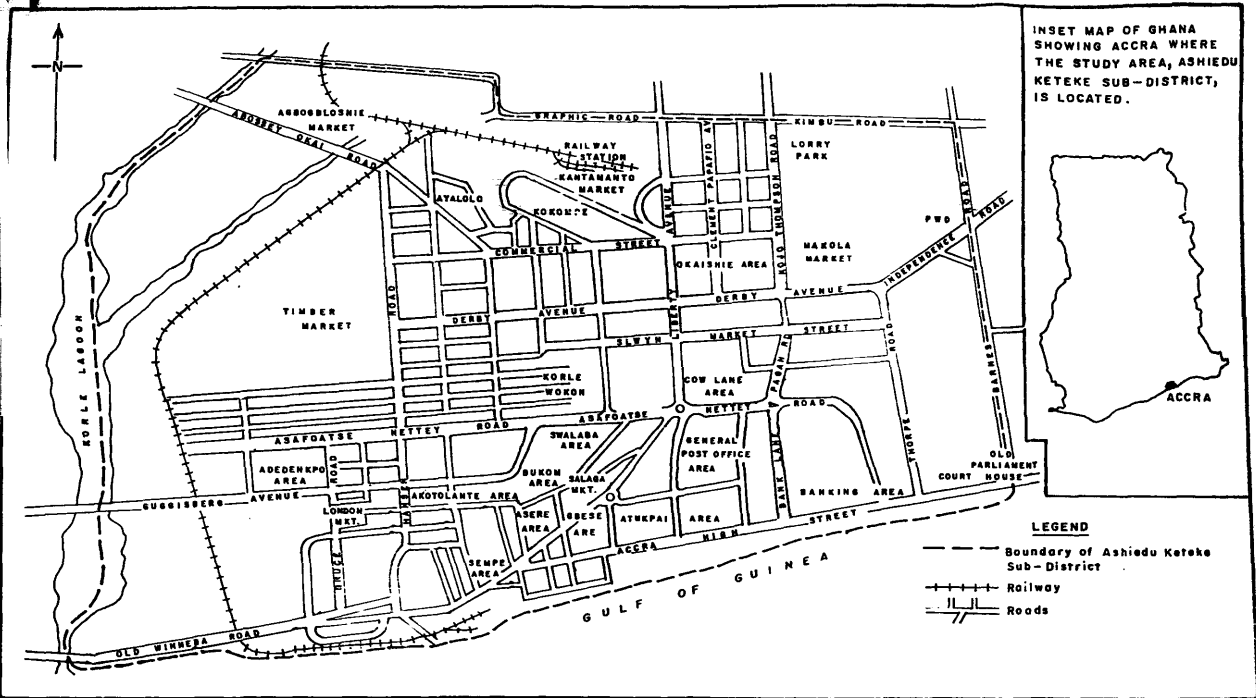 INSET MAP OF GHANA
SHOWING ACCRA WHERE
THE STUDY AREA, ASHIEDU
KETEKE SUB-DISTRICT,
IS LOCATED.
N
AGBOGBLOSHIE
MARKET
ABOSSEY OKAI ROAD
GRAPHIC ROAD
KIMBU ROAD
RAILWAY
STATION
KANTAMANTO
MARKET
LORRY
PARK
AYALOLO
KOKOMPE
CLEMENT PAPAFIO AV
KOJO THOMPSON ROAD
PWD
COMMERCIAL STREET
LIBERTY AVENUE
OKAISHIE AREA
MAKOLA
MARKET
INDEPENDENCE ROAD
BARNES ROAD
TIMBER
MARKET
DERBY AVENUE
DERBY AVENUE
SLWYN MARKET STREET
KORLE LAGOON
KORLE
WOKON
COW LANE
AREA
PAGAN RD
ACCRA
ASAFOATSE NETTEY ROAD
ASAFOATSE NETTEY ROAD
SWALABA
AREA
GENERAL
POST OFFICE
AREA
THORPE ROAD
OLD
PARLIAMENT
COURT HOUSE
ADEDENKPO
AREA
BUKOM
AREA
SALAGA
MKT.
BANK LANE
BANKING AREA
GUGGISBERG AVENUE
HANSEN ROAD
AKOTOLANTE AREA
LONDON
MKT.
ASERE
AREA
GBESE
ARE
ATUKPAI AREA
BRUCE ROAD
SEMPE
AREA
ACCRA HIGH STREET
GULF OF GUINEA
OLD WINNEBA ROAD
LEGEND
Boundary of Ashiedu Keteke
Sub-District
Railway
Roads